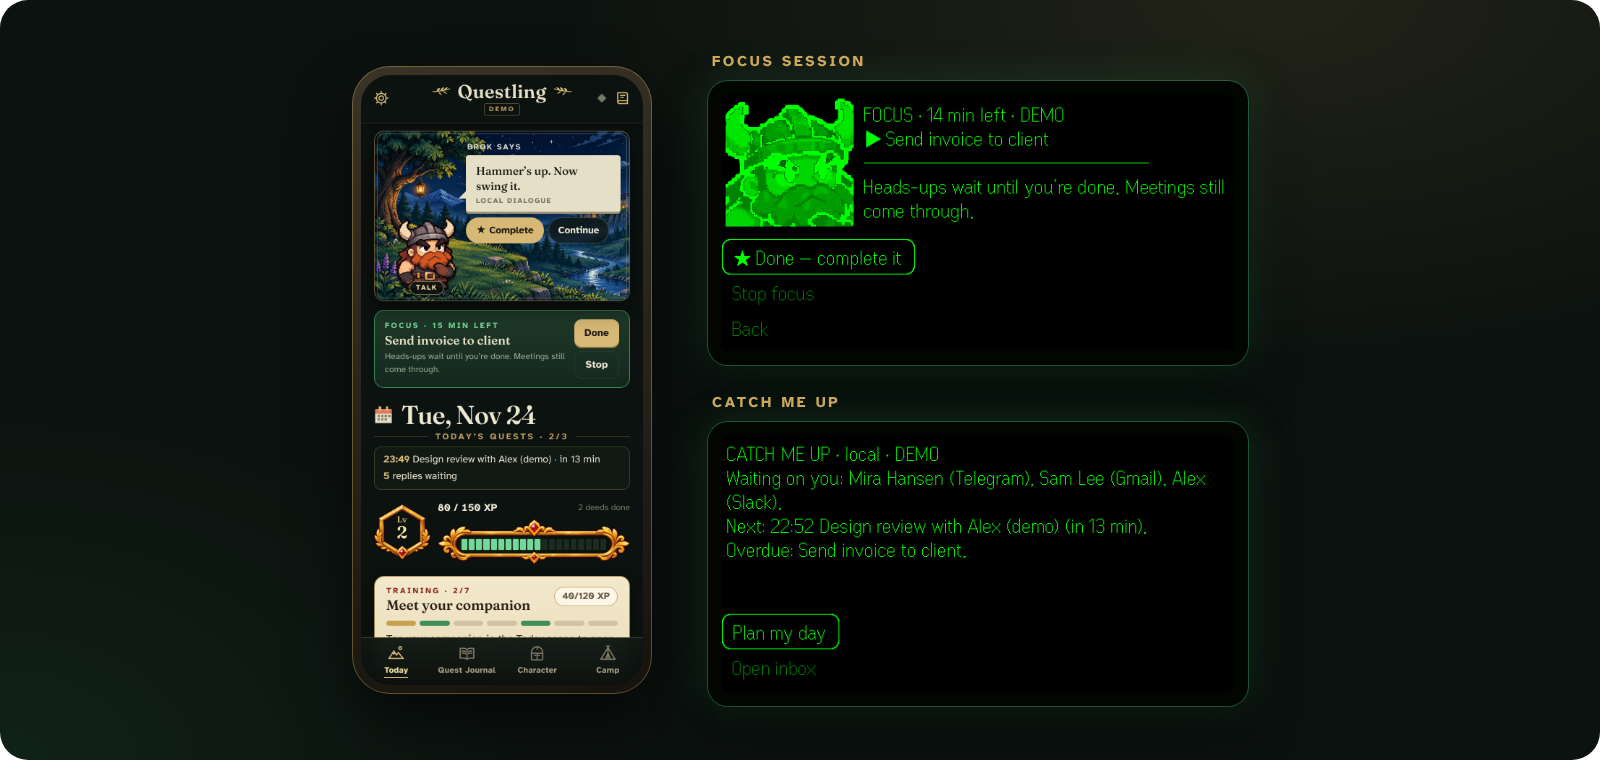 Questling
DEMO
BROK SAYS
Hammer's up. Now
swing it.
LOCAL DIALOGUE
★ Complete
Continue
TALK
FOCUS · 15 MIN LEFT
Send invoice to client
Heads-ups wait until you're done. Meetings still
come through.
Done
Stop
Tue, Nov 24
TODAY'S QUESTS · 2/3
23:49 Design review with Alex (demo) · in 13 min
5 replies waiting
Lv
2
80 / 150 XP
2 deeds done
TRAINING · 2/7
Meet your companion
40/120 XP
Today
Quest Journal
Character
Camp
FOCUS SESSION
FOCUS · 14 min left · DEMO
▶ Send invoice to client
Heads-ups wait until you're done. Meetings still
come through.
★ Done — complete it
Stop focus
Back
CATCH ME UP
CATCH ME UP · local · DEMO
Waiting on you: Mira Hansen (Telegram), Sam Lee (Gmail), Alex
(Slack).
Next: 22:52 Design review with Alex (demo) (in 13 min).
Overdue: Send invoice to client.
Plan my day
Open inbox